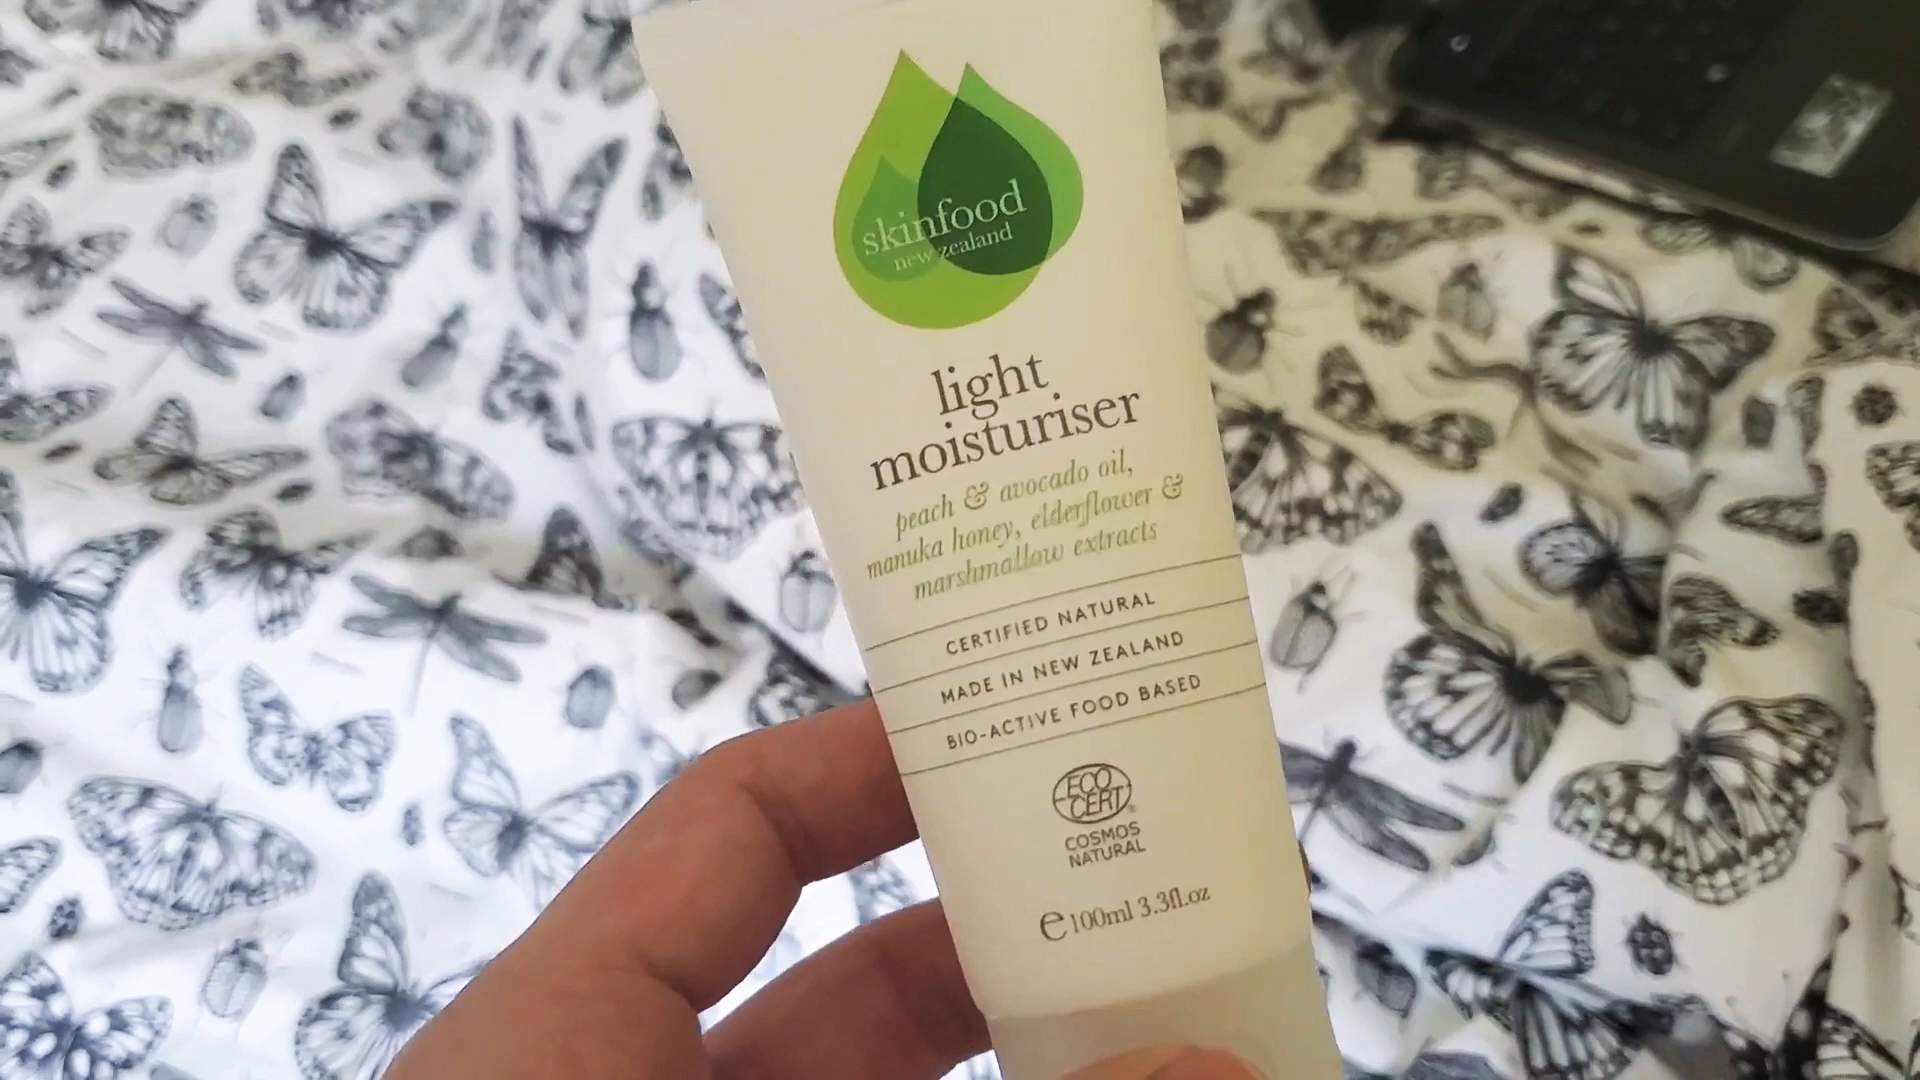 skinfood
new zealand
light
moisturiser
peach & avocado oil,
manuka honey, elderflower &
marshmallow extracts
CERTIFIED NATURAL
MADE IN NEW ZEALAND
BIO-ACTIVE FOOD BASED
ECO
CERT®
COSMOS
NATURAL
e 100ml 3.3fl.oz